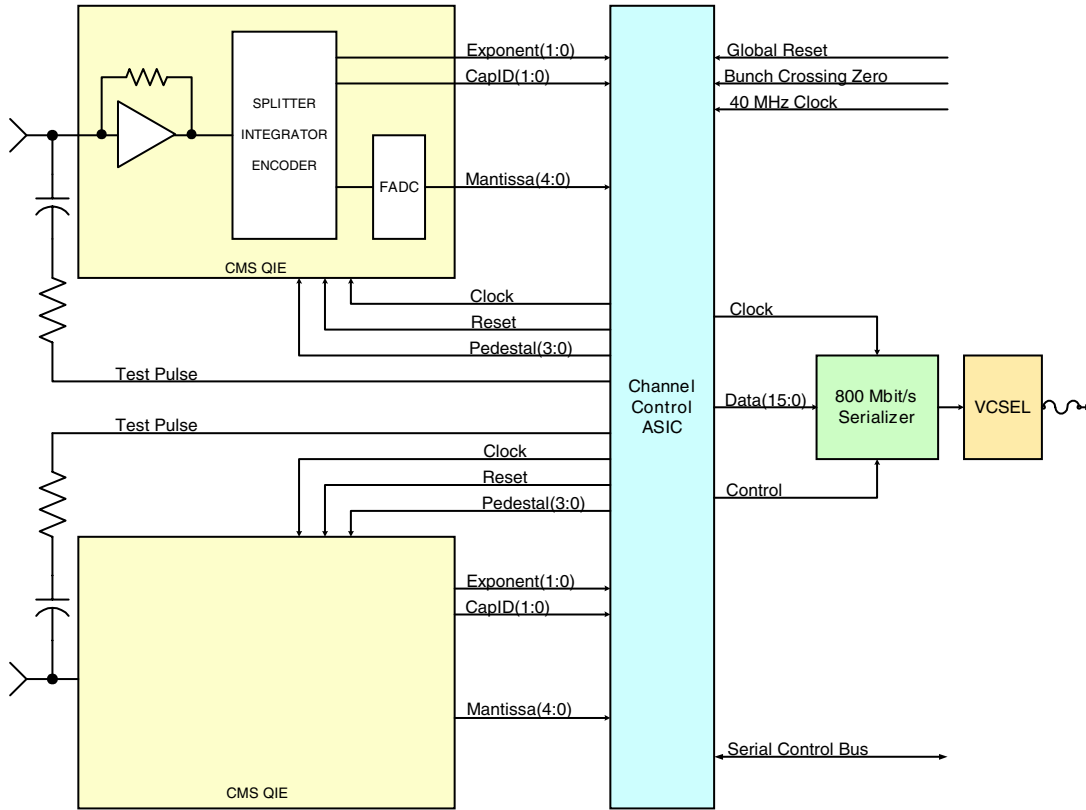 Exponent(1:0)
CapID(1:0)
SPLITTER
INTEGRATOR
ENCODER
FADC
Mantissa(4:0)
CMS QIE
Clock
Reset
Pedestal(3:0)
Test Pulse
Test Pulse
Clock
Reset
Pedestal(3:0)
Exponent(1:0)
CapID(1:0)
Mantissa(4:0)
CMS QIE
Channel
Control
ASIC
Global Reset
Bunch Crossing Zero
40 MHz Clock
Clock
Data(15:0)
Control
800 Mbit/s
Serializer
VCSEL
Serial Control Bus